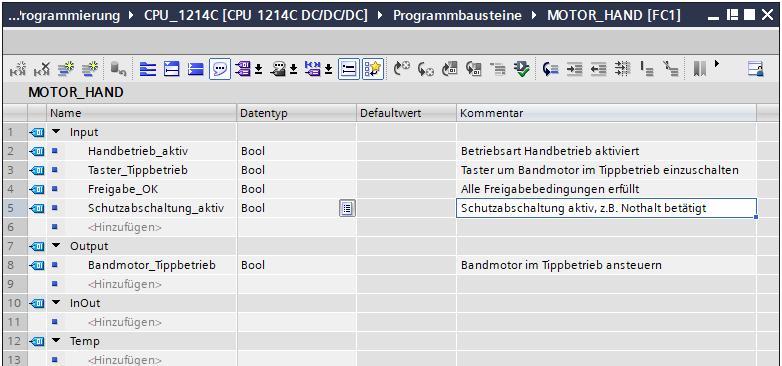 ...rogrammierung ▸ CPU_1214C [CPU 1214C DC/DC/DC] ▸ Programmbausteine ▸ MOTOR_HAND [FC1]
MOTOR_HAND
Name Datentyp Defaultwert Kommentar
1 Input
2 Handbetrieb_aktiv Bool Betriebsart Handbetrieb aktiviert
3 Taster_Tippbetrieb Bool Taster um Bandmotor im Tippbetrieb einzuschalten
4 Freigabe_OK Bool Alle Freigabebedingungen erfüllt
5 Schutzabschaltung_aktiv Bool Schutzabschaltung aktiv, z.B. Nothalt betätigt
6 <Hinzufügen>
7 Output
8 Bandmotor_Tippbetrieb Bool Bandmotor im Tippbetrieb ansteuern
9 <Hinzufügen>
10 InOut
11 <Hinzufügen>
12 Temp
13 <Hinzufügen>